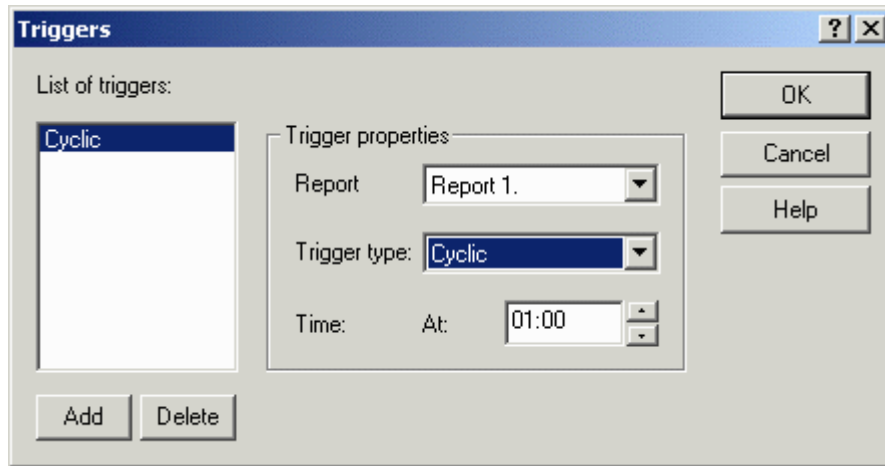 Triggers
List of triggers:
Cyclic
Trigger properties
Report Report 1.
Trigger type: Cyclic
Time: At: 01:00
OK
Cancel
Help
Add Delete